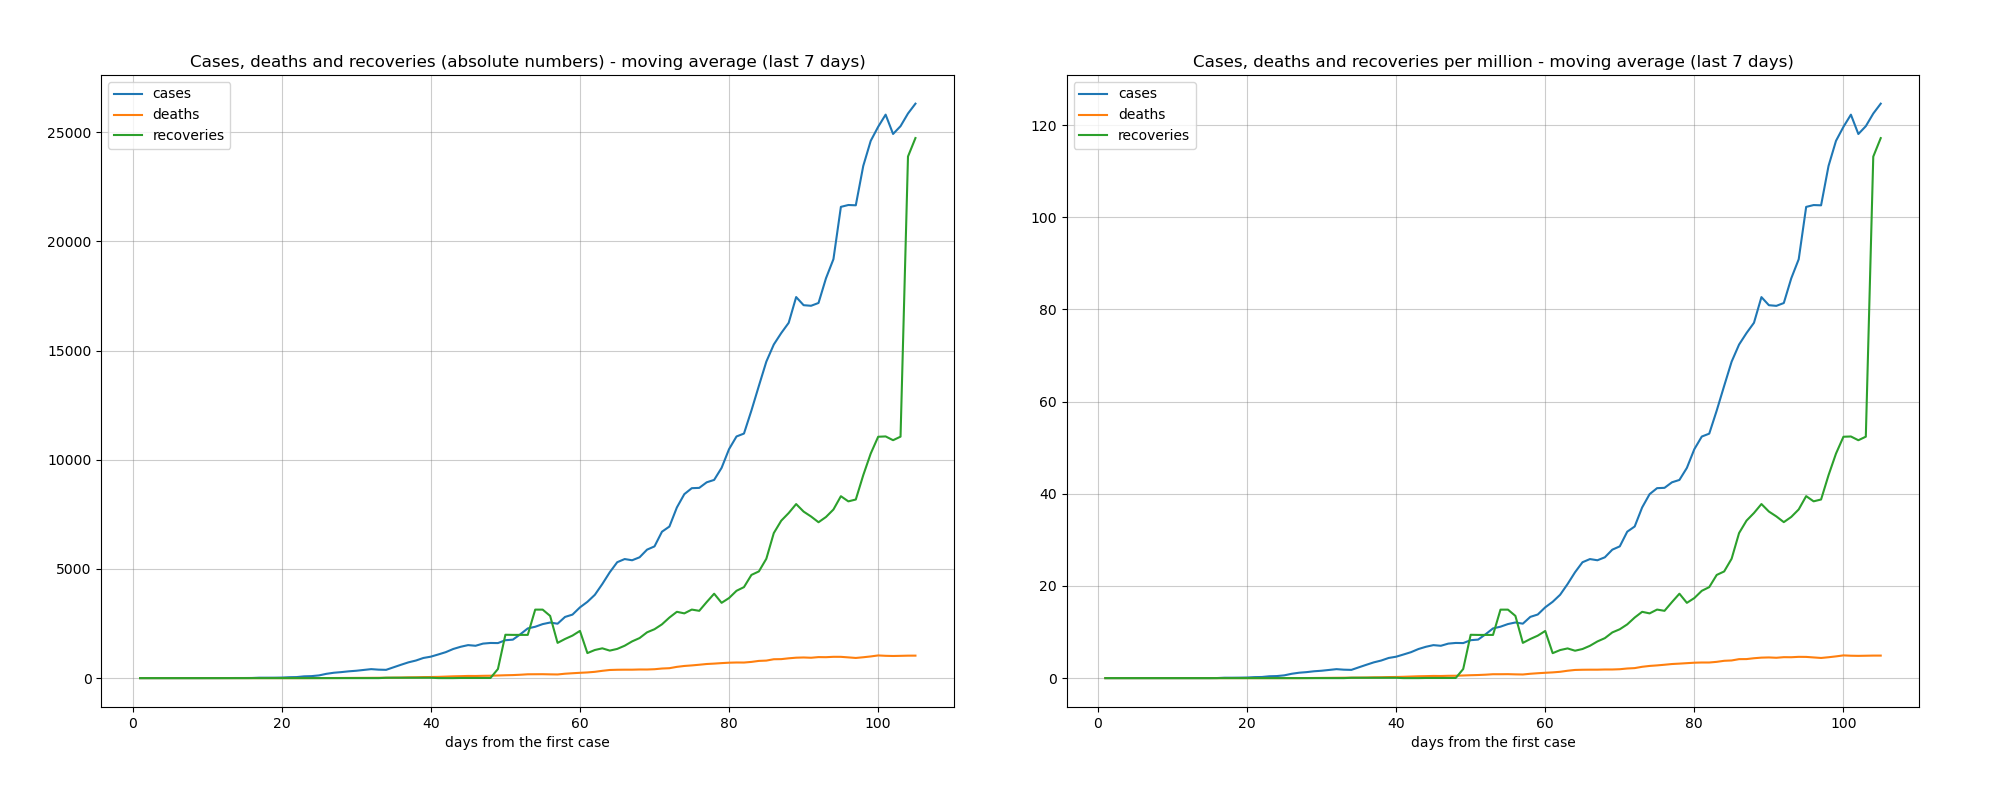 Cases, deaths and recoveries (absolute numbers) - moving average (last 7 days)
cases
deaths
recoveries
25000
20000
15000
10000
5000
0
0 20 40 60 80 100
days from the first case
Cases, deaths and recoveries per million - moving average (last 7 days)
cases
deaths
recoveries
120
100
80
60
40
20
0
0 20 40 60 80 100
days from the first case